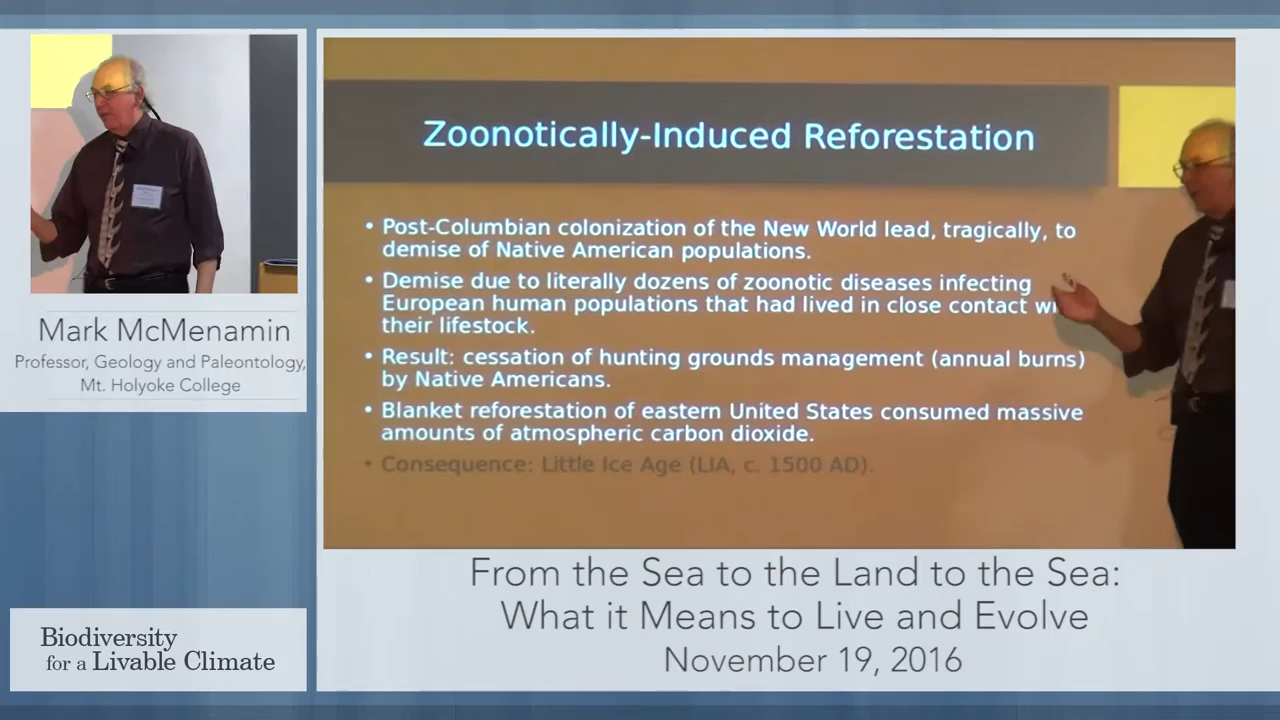 Zoonotically-Induced Reforestation
• Post-Columbian colonization of the New World lead, tragically, to
demise of Native American populations.
• Demise due to literally dozens of zoonotic diseases infecting
European human populations that had lived in close contact
their lifestock.
• Result: cessation of hunting grounds management (annual burns)
by Native Americans.
• Blanket reforestation of eastern United States consumed massive
amounts of atmospheric carbon dioxide.
• Consequence: Little Ice Age (LIA, c. 1500 AD).
Mark McMenamin
Professor, Geology and Paleontology,
Mt. Holyoke College
From the Sea to the Land to the Sea:
What it Means to Live and Evolve
November 19, 2016
Biodiversity
for a Livable Climate